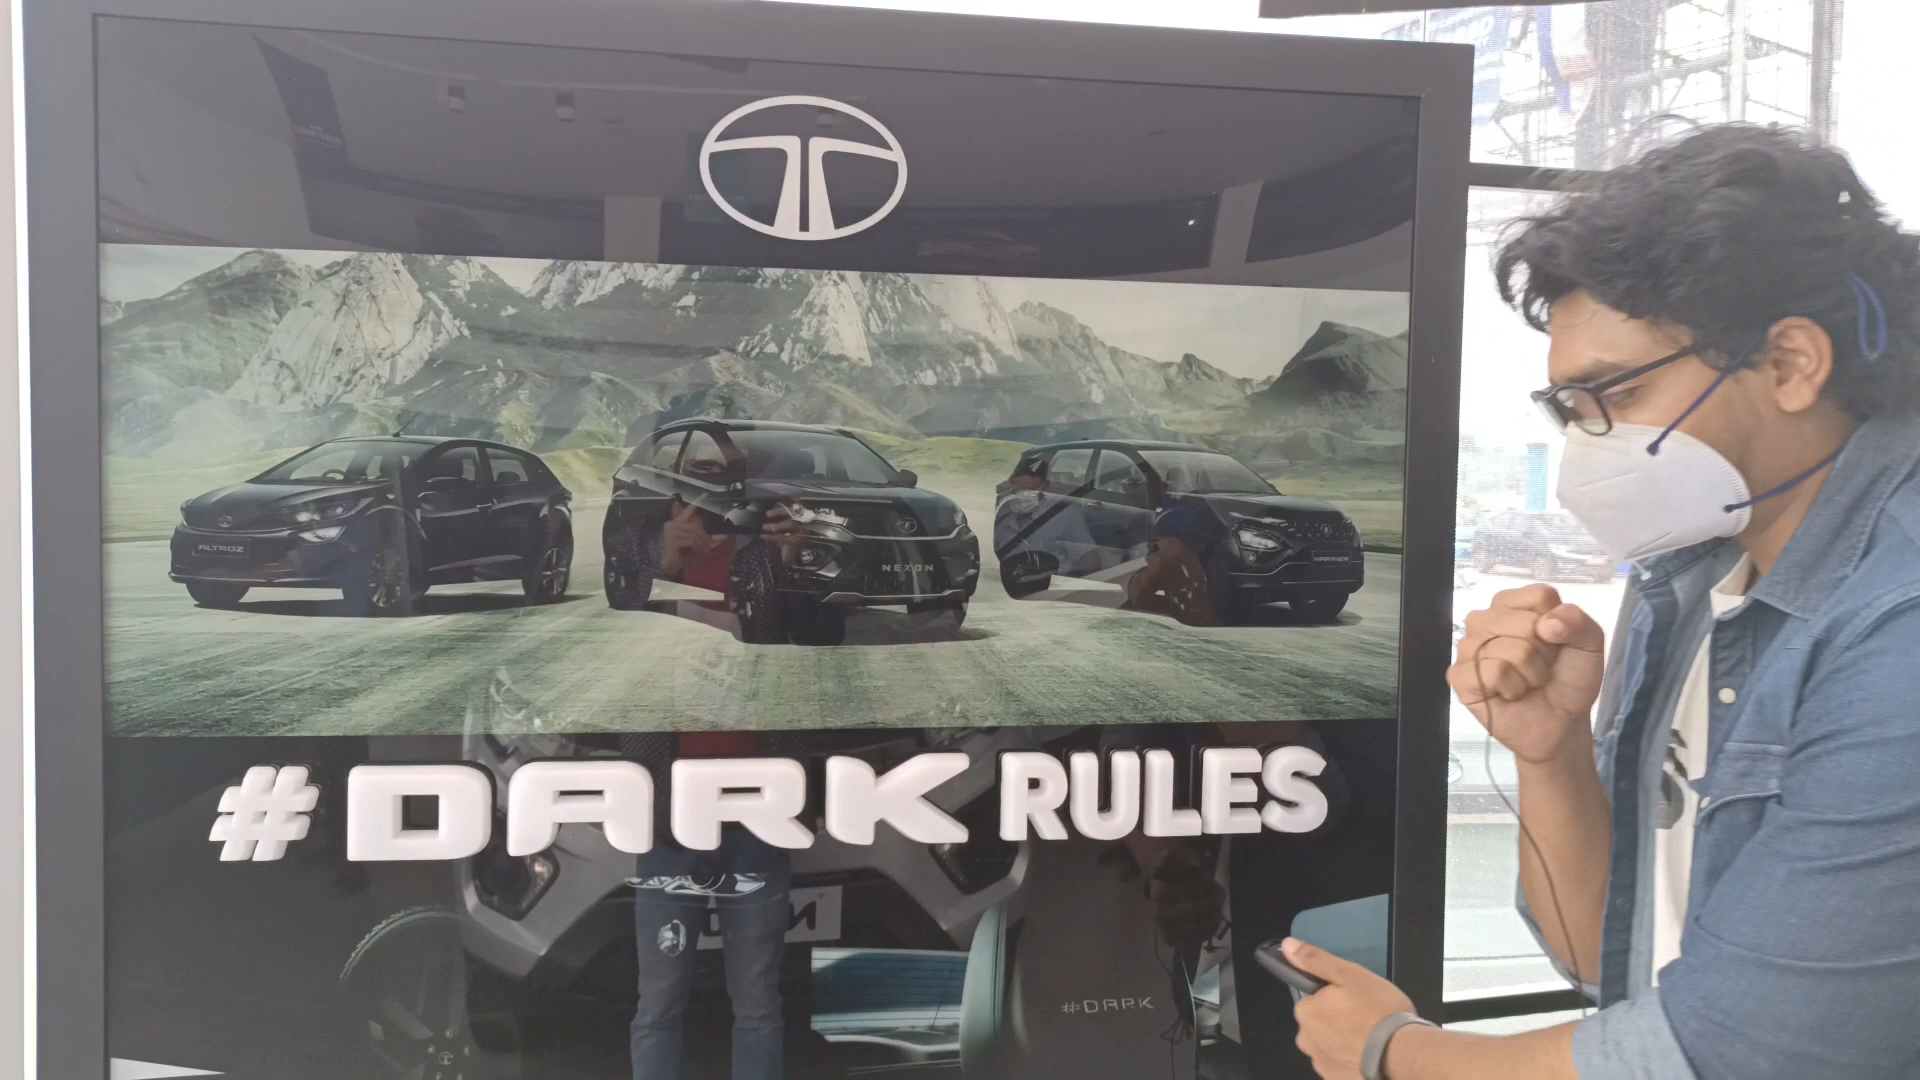 ALTROZ
NEXON
HARRIER
#DARK RULES
#DARK